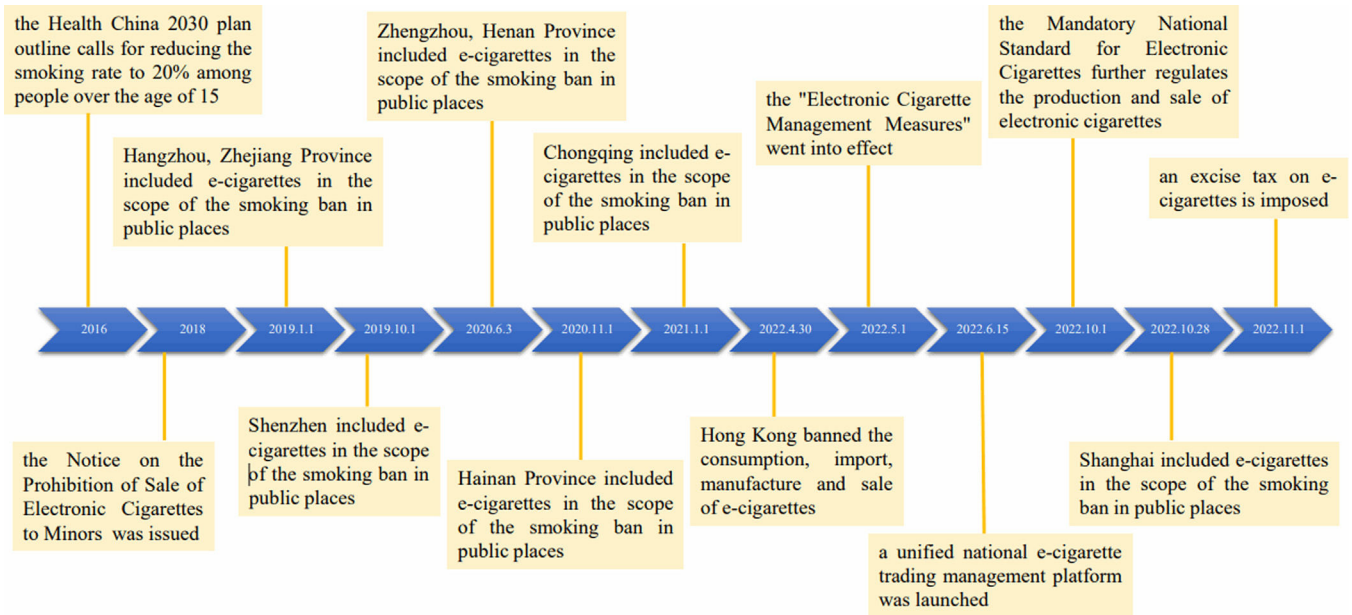 the Health China 2030 plan
outline calls for reducing the
smoking rate to 20% among
people over the age of 15
Hangzhou, Zhejiang Province
included e-cigarettes in the
scope of the smoking ban in
public places
Zhengzhou, Henan Province
included e-cigarettes in the
scope of the smoking ban in
public places
Chongqing included e-
cigarettes in the scope
of the smoking ban in
public places
the "Electronic Cigarette
Management Measures"
went into effect
the Mandatory National
Standard for Electronic
Cigarettes further regulates
the production and sale of
electronic cigarettes
an excise tax on e-
cigarettes is imposed
2016
2018
2019.1.1
2019.10.1
2020.6.3
2020.11.1
2021.1.1
2022.4.30
2022.5.1
2022.6.15
2022.10.1
2022.10.28
2022.11.1
the Notice on the
Prohibition of Sale of
Electronic Cigarettes
to Minors was issued
Shenzhen included e-
cigarettes in the scope
of the smoking ban in
public places
Hainan Province included
e-cigarettes in the scope
of the smoking ban in
public places
Hong Kong banned the
consumption, import,
manufacture and sale
of e-cigarettes
a unified national e-cigarette
trading management platform
was launched
Shanghai included e-cigarettes
in the scope of the smoking
ban in public places